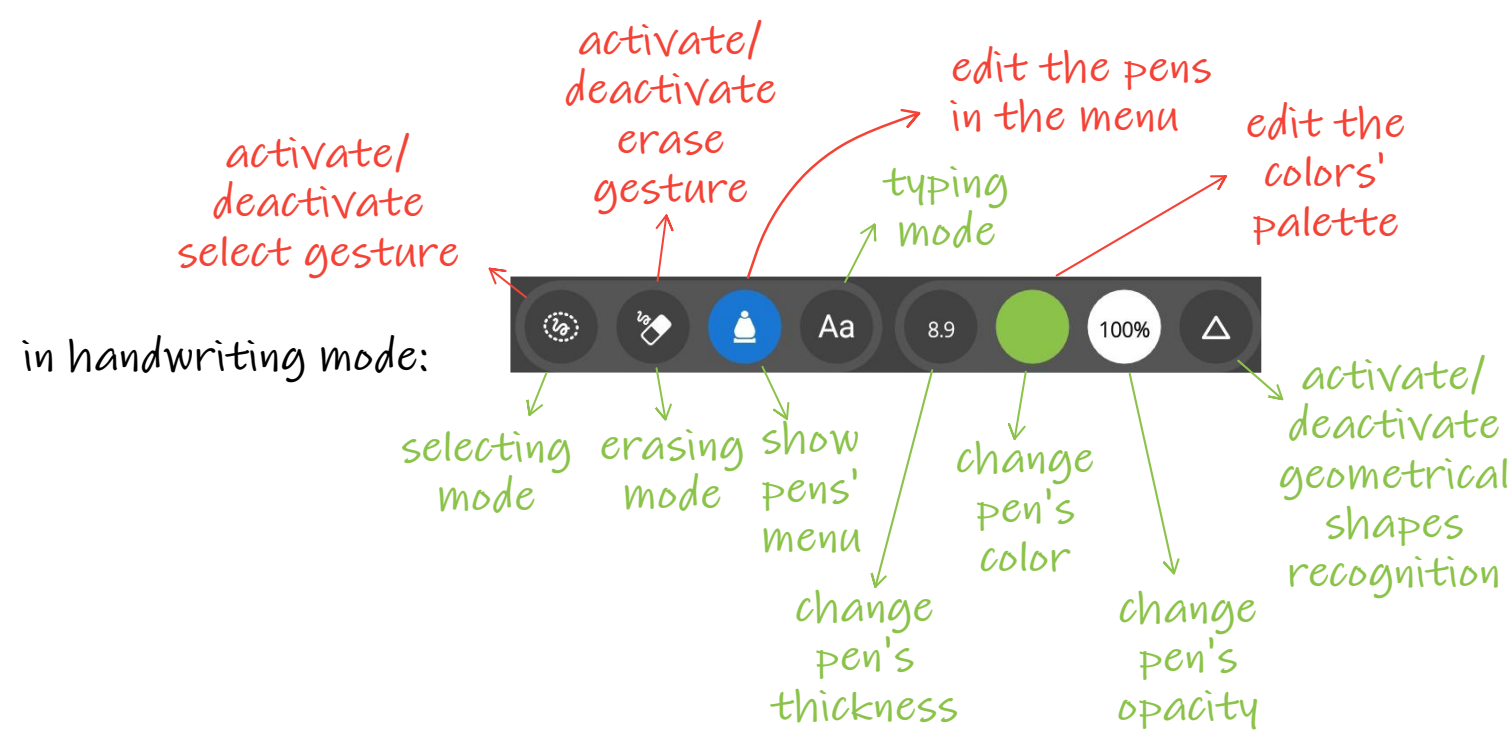 activate/
deactivate
erase
gesture
edit the pens
in the menu
edit the
colors'
palette
activate/
deactivate
select gesture
typing
mode
in handwriting mode:
Aa
8.9
100%
selecting
mode
erasing
mode
show
pens'
menu
change
pen's
thickness
change
pen's
color
change
pen's
opacity
activate/
deactivate
geometrical
shapes
recognition